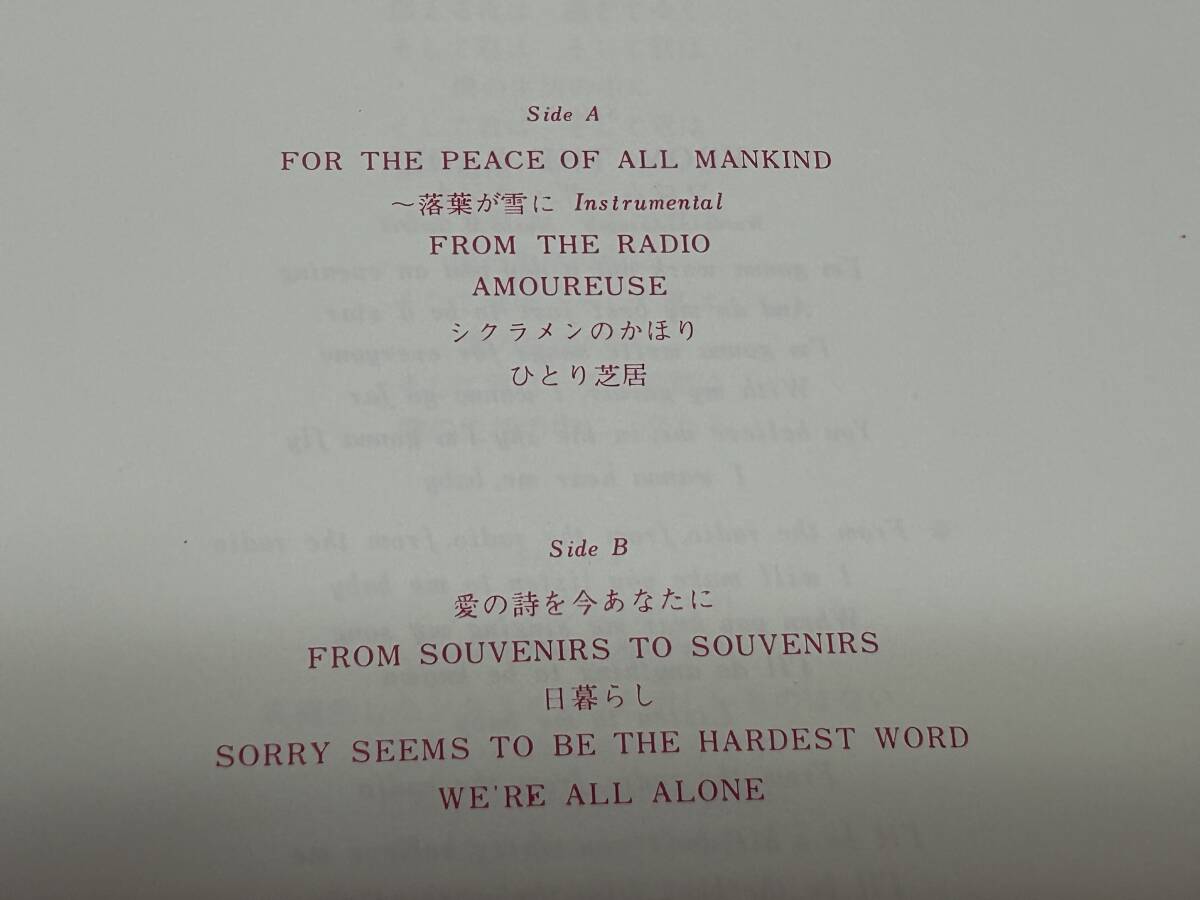 Side A
FOR THE PEACE OF ALL MANKIND
～落葉が雪に Instrumental
FROM THE RADIO
AMOUREUSE
シクラメンのかほり
ひとり芝居
Side B
愛の詩を今あなたに
FROM SOUVENIRS TO SOUVENIRS
日暮らし
SORRY SEEMS TO BE THE HARDEST WORD
WE'RE ALL ALONE